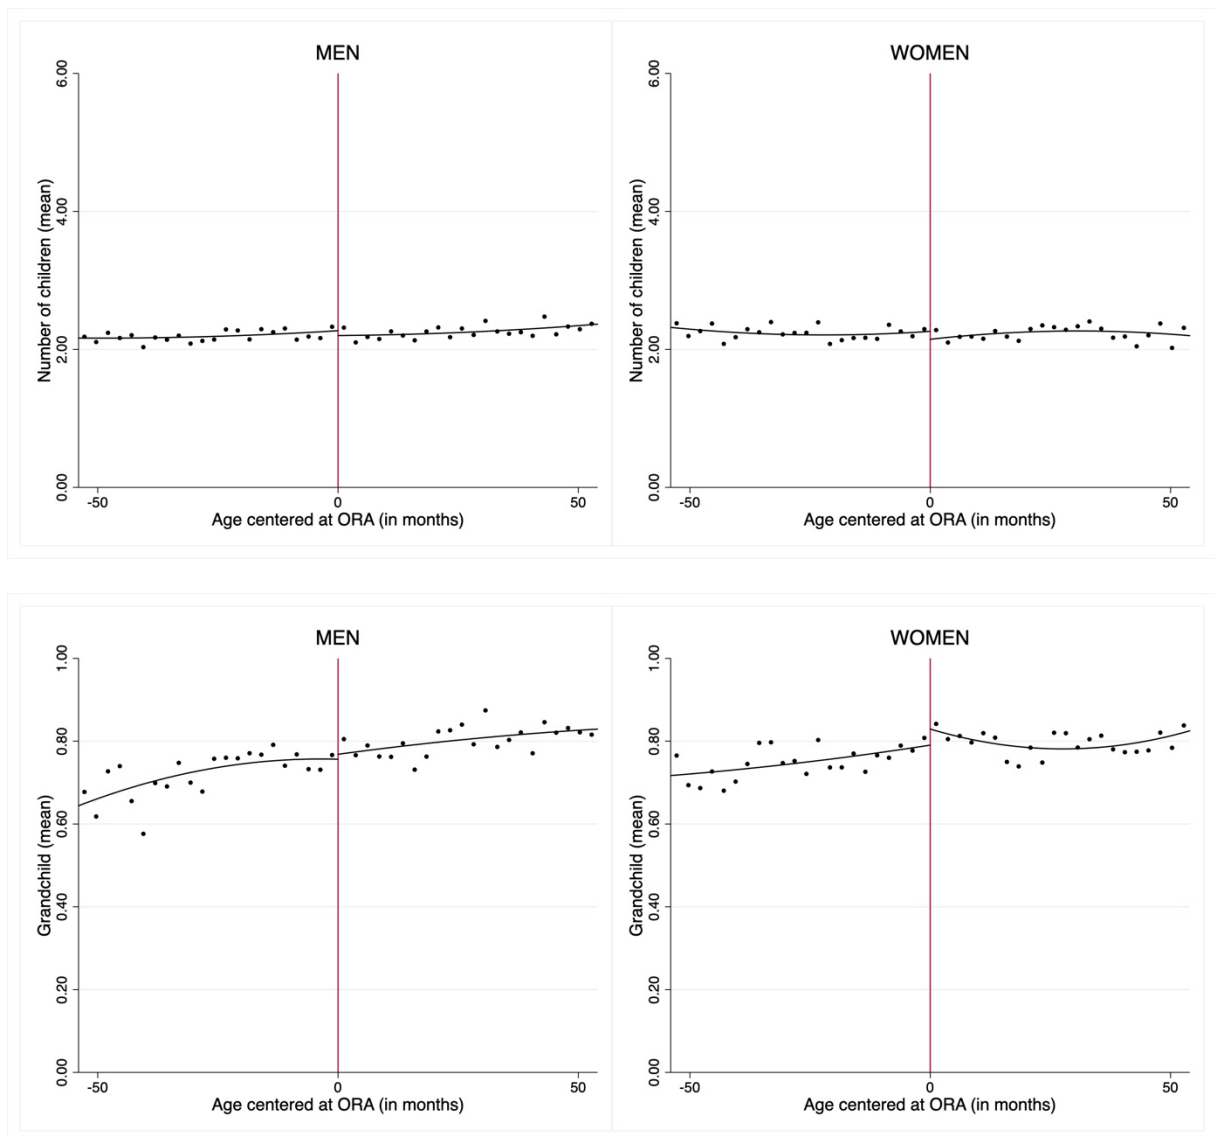 MEN
Number of children (mean)
6.00
4.00
2.00
0.00
-50
0
50
Age centered at ORA (in months)
WOMEN
Number of children (mean)
6.00
4.00
2.00
0.00
-50
0
50
Age centered at ORA (in months)
MEN
Grandchild (mean)
1.00
0.80
0.60
0.40
0.20
0.00
-50
0
50
Age centered at ORA (in months)
WOMEN
Grandchild (mean)
1.00
0.80
0.60
0.40
0.20
0.00
-50
0
50
Age centered at ORA (in months)